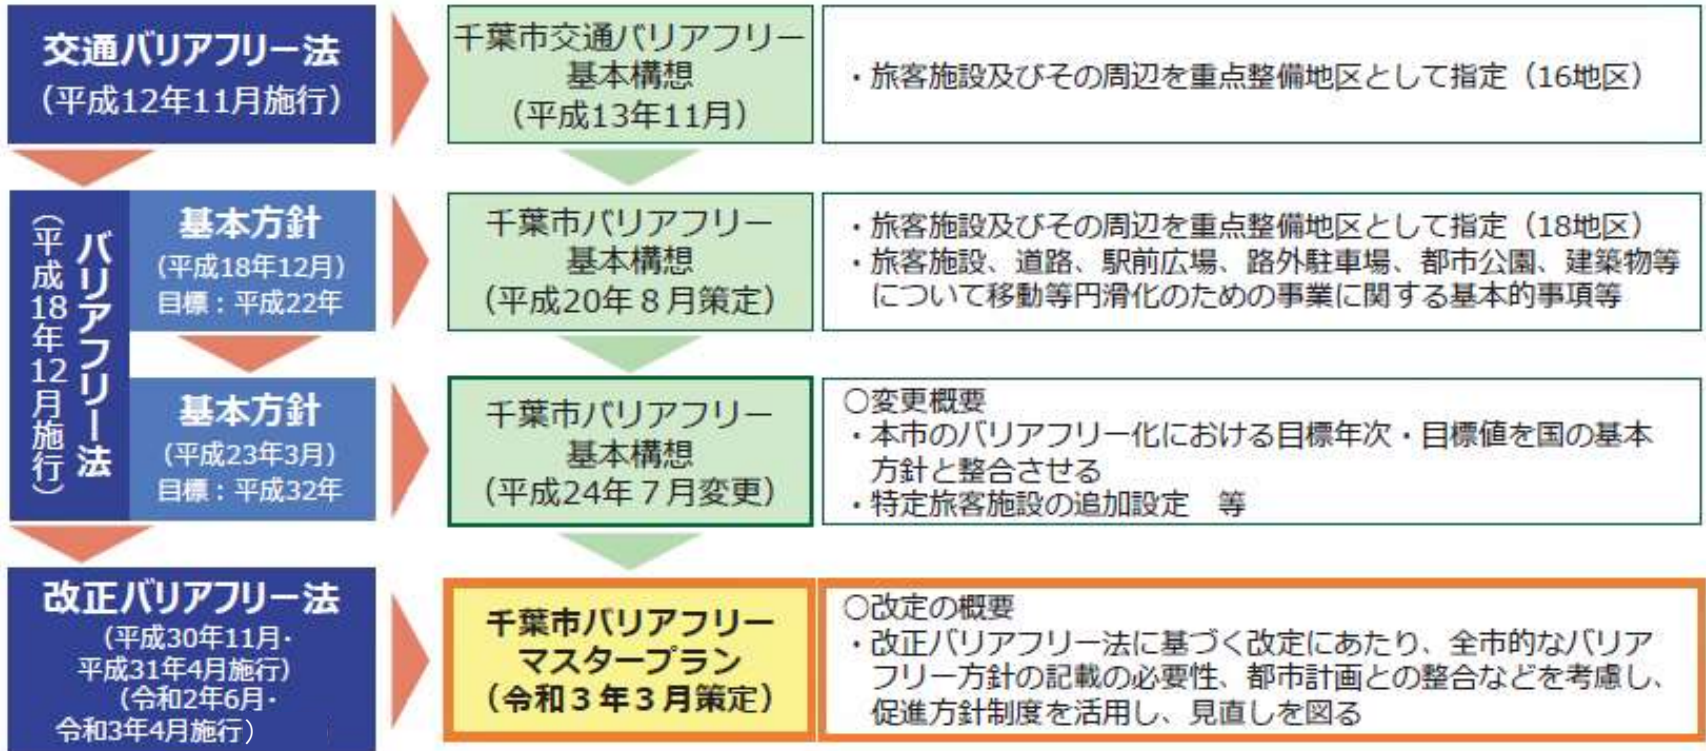 交通バリアフリー法
（平成12年11月施行）
千葉市交通バリアフリー
基本構想
（平成13年11月）
・旅客施設及びその周辺を重点整備地区として指定（16地区）
バリアフリー法
（平成18年12月施行）
基本方針
（平成18年12月）
目標：平成22年
千葉市バリアフリー
基本構想
（平成20年８月策定）
・旅客施設及びその周辺を重点整備地区として指定（18地区）
・旅客施設、道路、駅前広場、路外駐車場、都市公園、建築物等
について移動等円滑化のための事業に関する基本的事項等
基本方針
（平成23年3月）
目標：平成32年
千葉市バリアフリー
基本構想
（平成24年７月変更）
○変更概要
・本市のバリアフリー化における目標年次・目標値を国の基本
方針と整合させる
・特定旅客施設の追加設定　等
改正バリアフリー法
（平成30年11月・
平成31年4月施行）
（令和2年6月・
令和3年4月施行）
千葉市バリアフリー
マスタープラン
（令和３年３月策定）
○改定の概要
・改正バリアフリー法に基づく改定にあたり、全市的なバリア
フリー方針の記載の必要性、都市計画との整合などを考慮し、
促進方針制度を活用し、見直しを図る